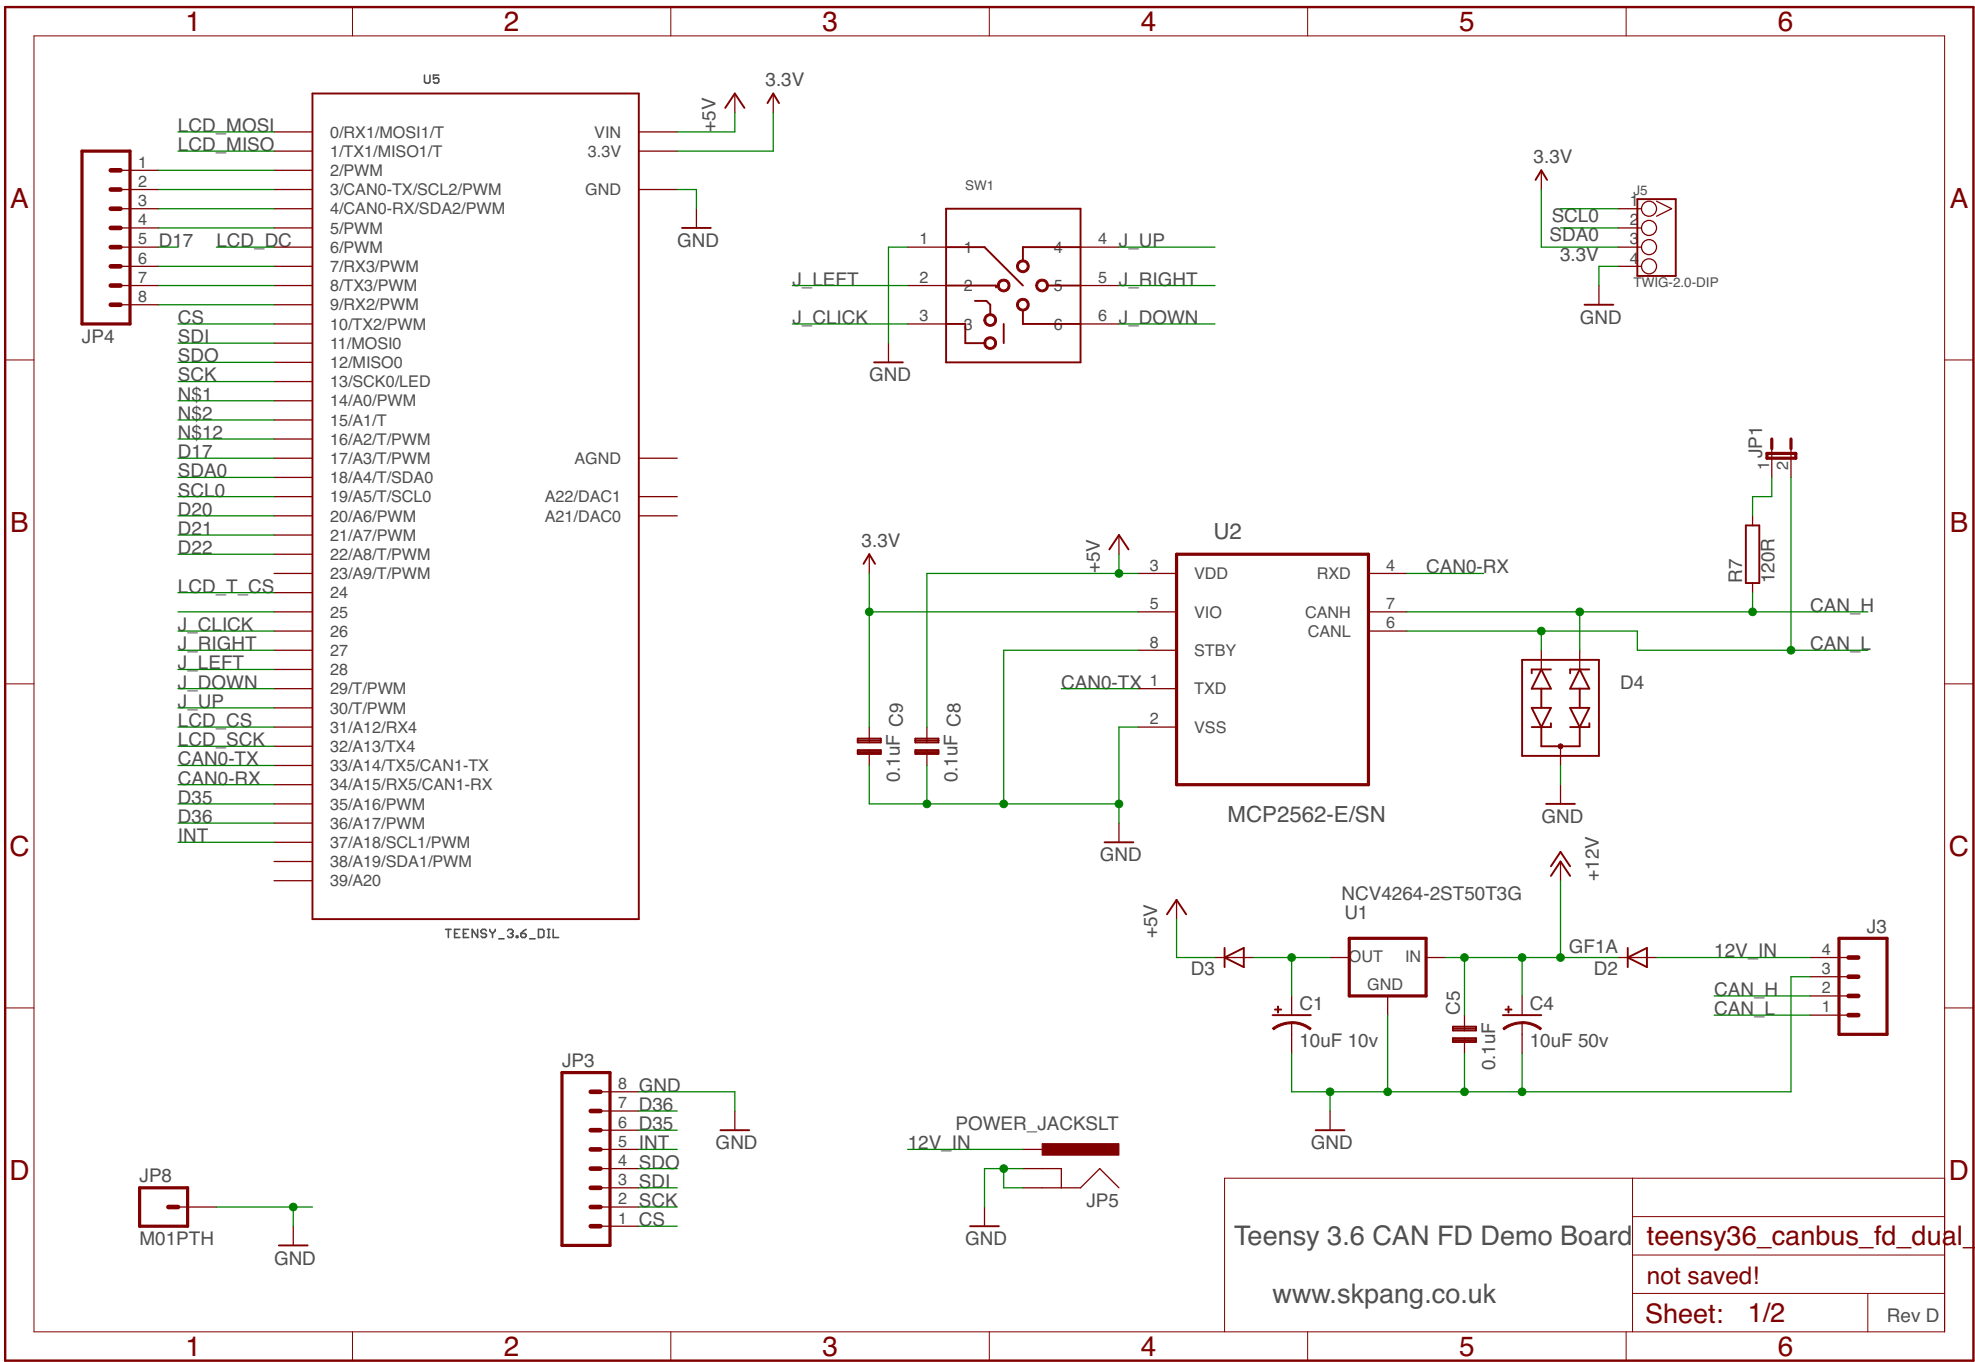 1 2 3 4 5 6
A A
B B
C C
D D
U5
LCD_MOSI 0/RX1/MOSI1/T VIN +5V
LCD_MISO 1/TX1/MISO1/T 3.3V 3.3V
1 2/PWM
2 3/CAN0-TX/SCL2/PWM GND
3 4/CAN0-RX/SDA2/PWM
4 5/PWM GND
5 D17 LCD_DC 6/PWM
6 7/RX3/PWM
7 8/TX3/PWM
8 9/RX2/PWM
JP4
CS 10/TX2/PWM
SDI 11/MOSI0
SDO 12/MISO0
SCK 13/SCK0/LED
N$1 14/A0/PWM
N$2 15/A1/T
N$12 16/A2/T/PWM
D17 17/A3/T/PWM AGND
SDA0 18/A4/T/SDA0
SCL0 19/A5/T/SCL0 A22/DAC1
D20 20/A6/PWM A21/DAC0
D21 21/A7/PWM
D22 22/A8/T/PWM
23/A9/T/PWM
LCD_T_CS 24
25
J_CLICK 26
J_RIGHT 27
J_LEFT 28
J_DOWN 29/T/PWM
J_UP 30/T/PWM
LCD_CS 31/A12/RX4
LCD_SCK 32/A13/TX4
CAN0-TX 33/A14/TX5/CAN1-TX
CAN0-RX 34/A15/RX5/CAN1-RX
D35 35/A16/PWM
D36 36/A17/PWM
INT 37/A18/SCL1/PWM
38/A19/SDA1/PWM
39/A20
TEENSY_3.6_DIL
SW1
1 1 4 4 J_UP
J_LEFT 2 2 5 5 J_RIGHT
J_CLICK 3 3 6 6 J_DOWN
GND
3.3V
J5
1
SCL0 2
SDA0 3
3.3V 4
TWIG-2.0-DIP
GND
JP1
1 2
R7
120R
U2
3.3V +5V
3 VDD RXD 4 CAN0-RX
5 VIO CANH 7 CAN_H
CANL 6 CAN_L
8 STBY
CAN0-TX 1 TXD
2 VSS
C9 0.1uF
C8 0.1uF
D4
MCP2562-E/SN
GND
GND
+12V
NCV4264-2ST50T3G
U1
+5V
D3 OUT IN GND
GF1A
D2
C1
10uF 10v
C5
0.1uF
C4
10uF 50v
GND
J3
12V_IN 4
3
CAN_H 2
CAN_L 1
JP3
8 GND
7 D36
6 D35
5 INT
4 SDO
3 SDI
2 SCK
1 CS
GND
POWER_JACKSLT
12V_IN
JP5
GND
JP8
M01PTH
GND
Teensy 3.6 CAN FD Demo Board
www.skpang.co.uk
teensy36_canbus_fd_dual_
not saved!
Sheet: 1/2
Rev D
1 2 3 4 5 6